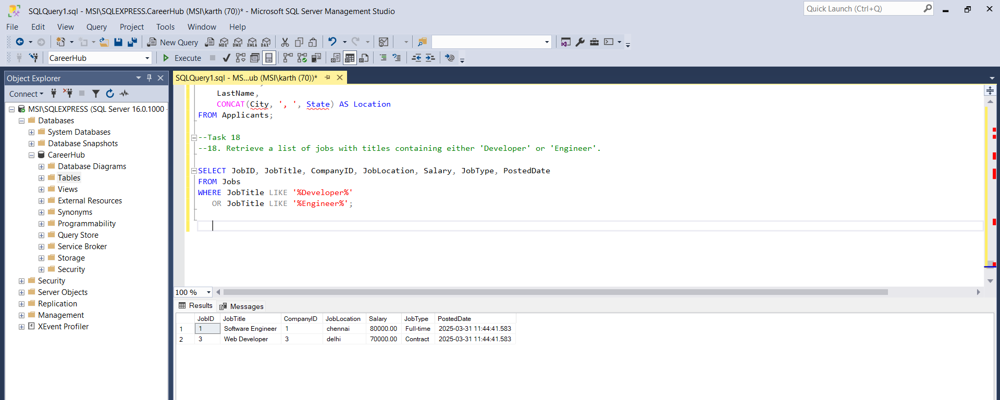 SQLQuery1.sql - MSI\SQLEXPRESS.CareerHub (MSI\karth (70))* - Microsoft SQL Server Management Studio
Quick Launch (Ctrl+Q)
File Edit View Query Project Tools Window Help
New Query MDX DMX XMLA DAX
CareerHub Execute
Object Explorer
Connect
MSI\SQLEXPRESS (SQL Server 16.0.1000 -
Databases
System Databases
Database Snapshots
CareerHub
Database Diagrams
Tables
Views
External Resources
Synonyms
Programmability
Query Store
Service Broker
Storage
Security
Security
Server Objects
Replication
Management
XEvent Profiler
SQLQuery1.sql - MS...ub (MSI\karth (70))*
LastName,
CONCAT(City, ', ', State) AS Location
FROM Applicants;
--Task 18
--18. Retrieve a list of jobs with titles containing either 'Developer' or 'Engineer'.
SELECT JobID, JobTitle, CompanyID, JobLocation, Salary, JobType, PostedDate
FROM Jobs
WHERE JobTitle LIKE '%Developer%'
OR JobTitle LIKE '%Engineer%';
100 %
Results Messages
JobID JobTitle CompanyID JobLocation Salary JobType PostedDate
1 1 Software Engineer 1 chennai 80000.00 Full-time 2025-03-31 11:44:41.583
2 3 Web Developer 3 delhi 70000.00 Contract 2025-03-31 11:44:41.583